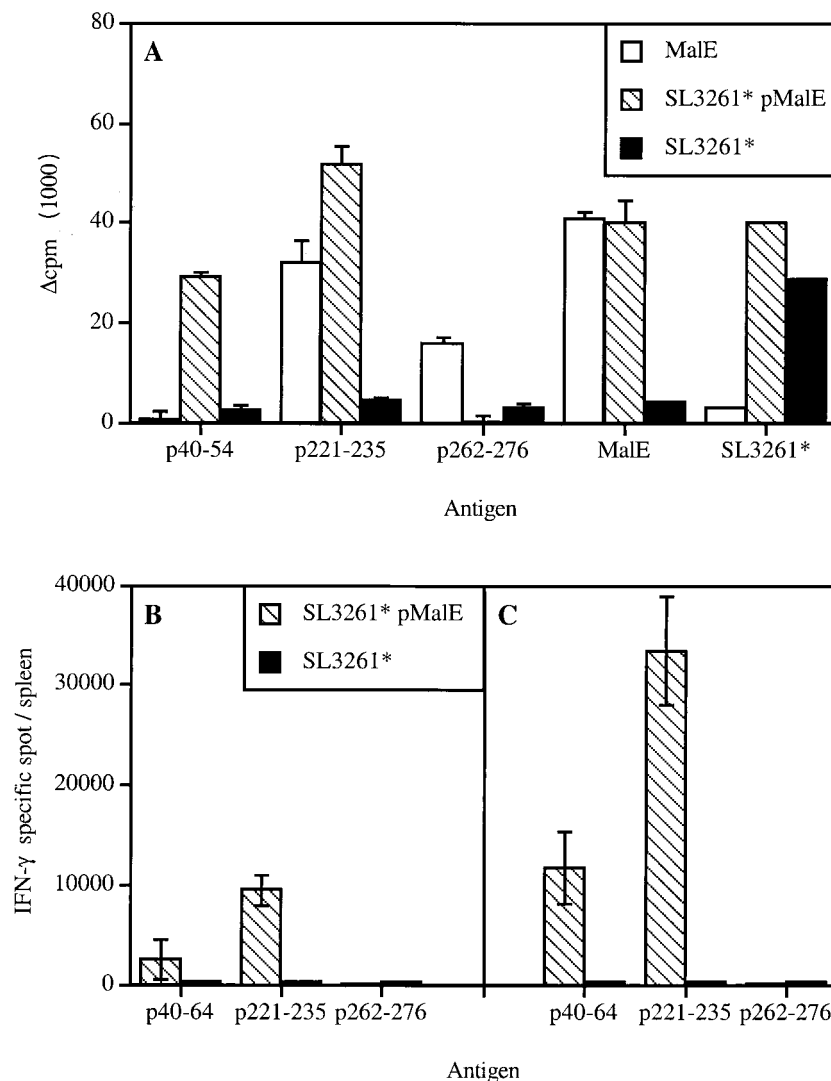 A
MalE
SL3261* pMalE
SL3261*
Δcpm (1000)
80
60
40
20
0
p40-54 p221-235 p262-276 MalE SL3261*
Antigen
B
SL3261* pMalE
SL3261*
C
IFN-γ specific spot / spleen
40000
30000
20000
10000
0
p40-64 p221-235 p262-276 p40-64 p221-235 p262-276
Antigen